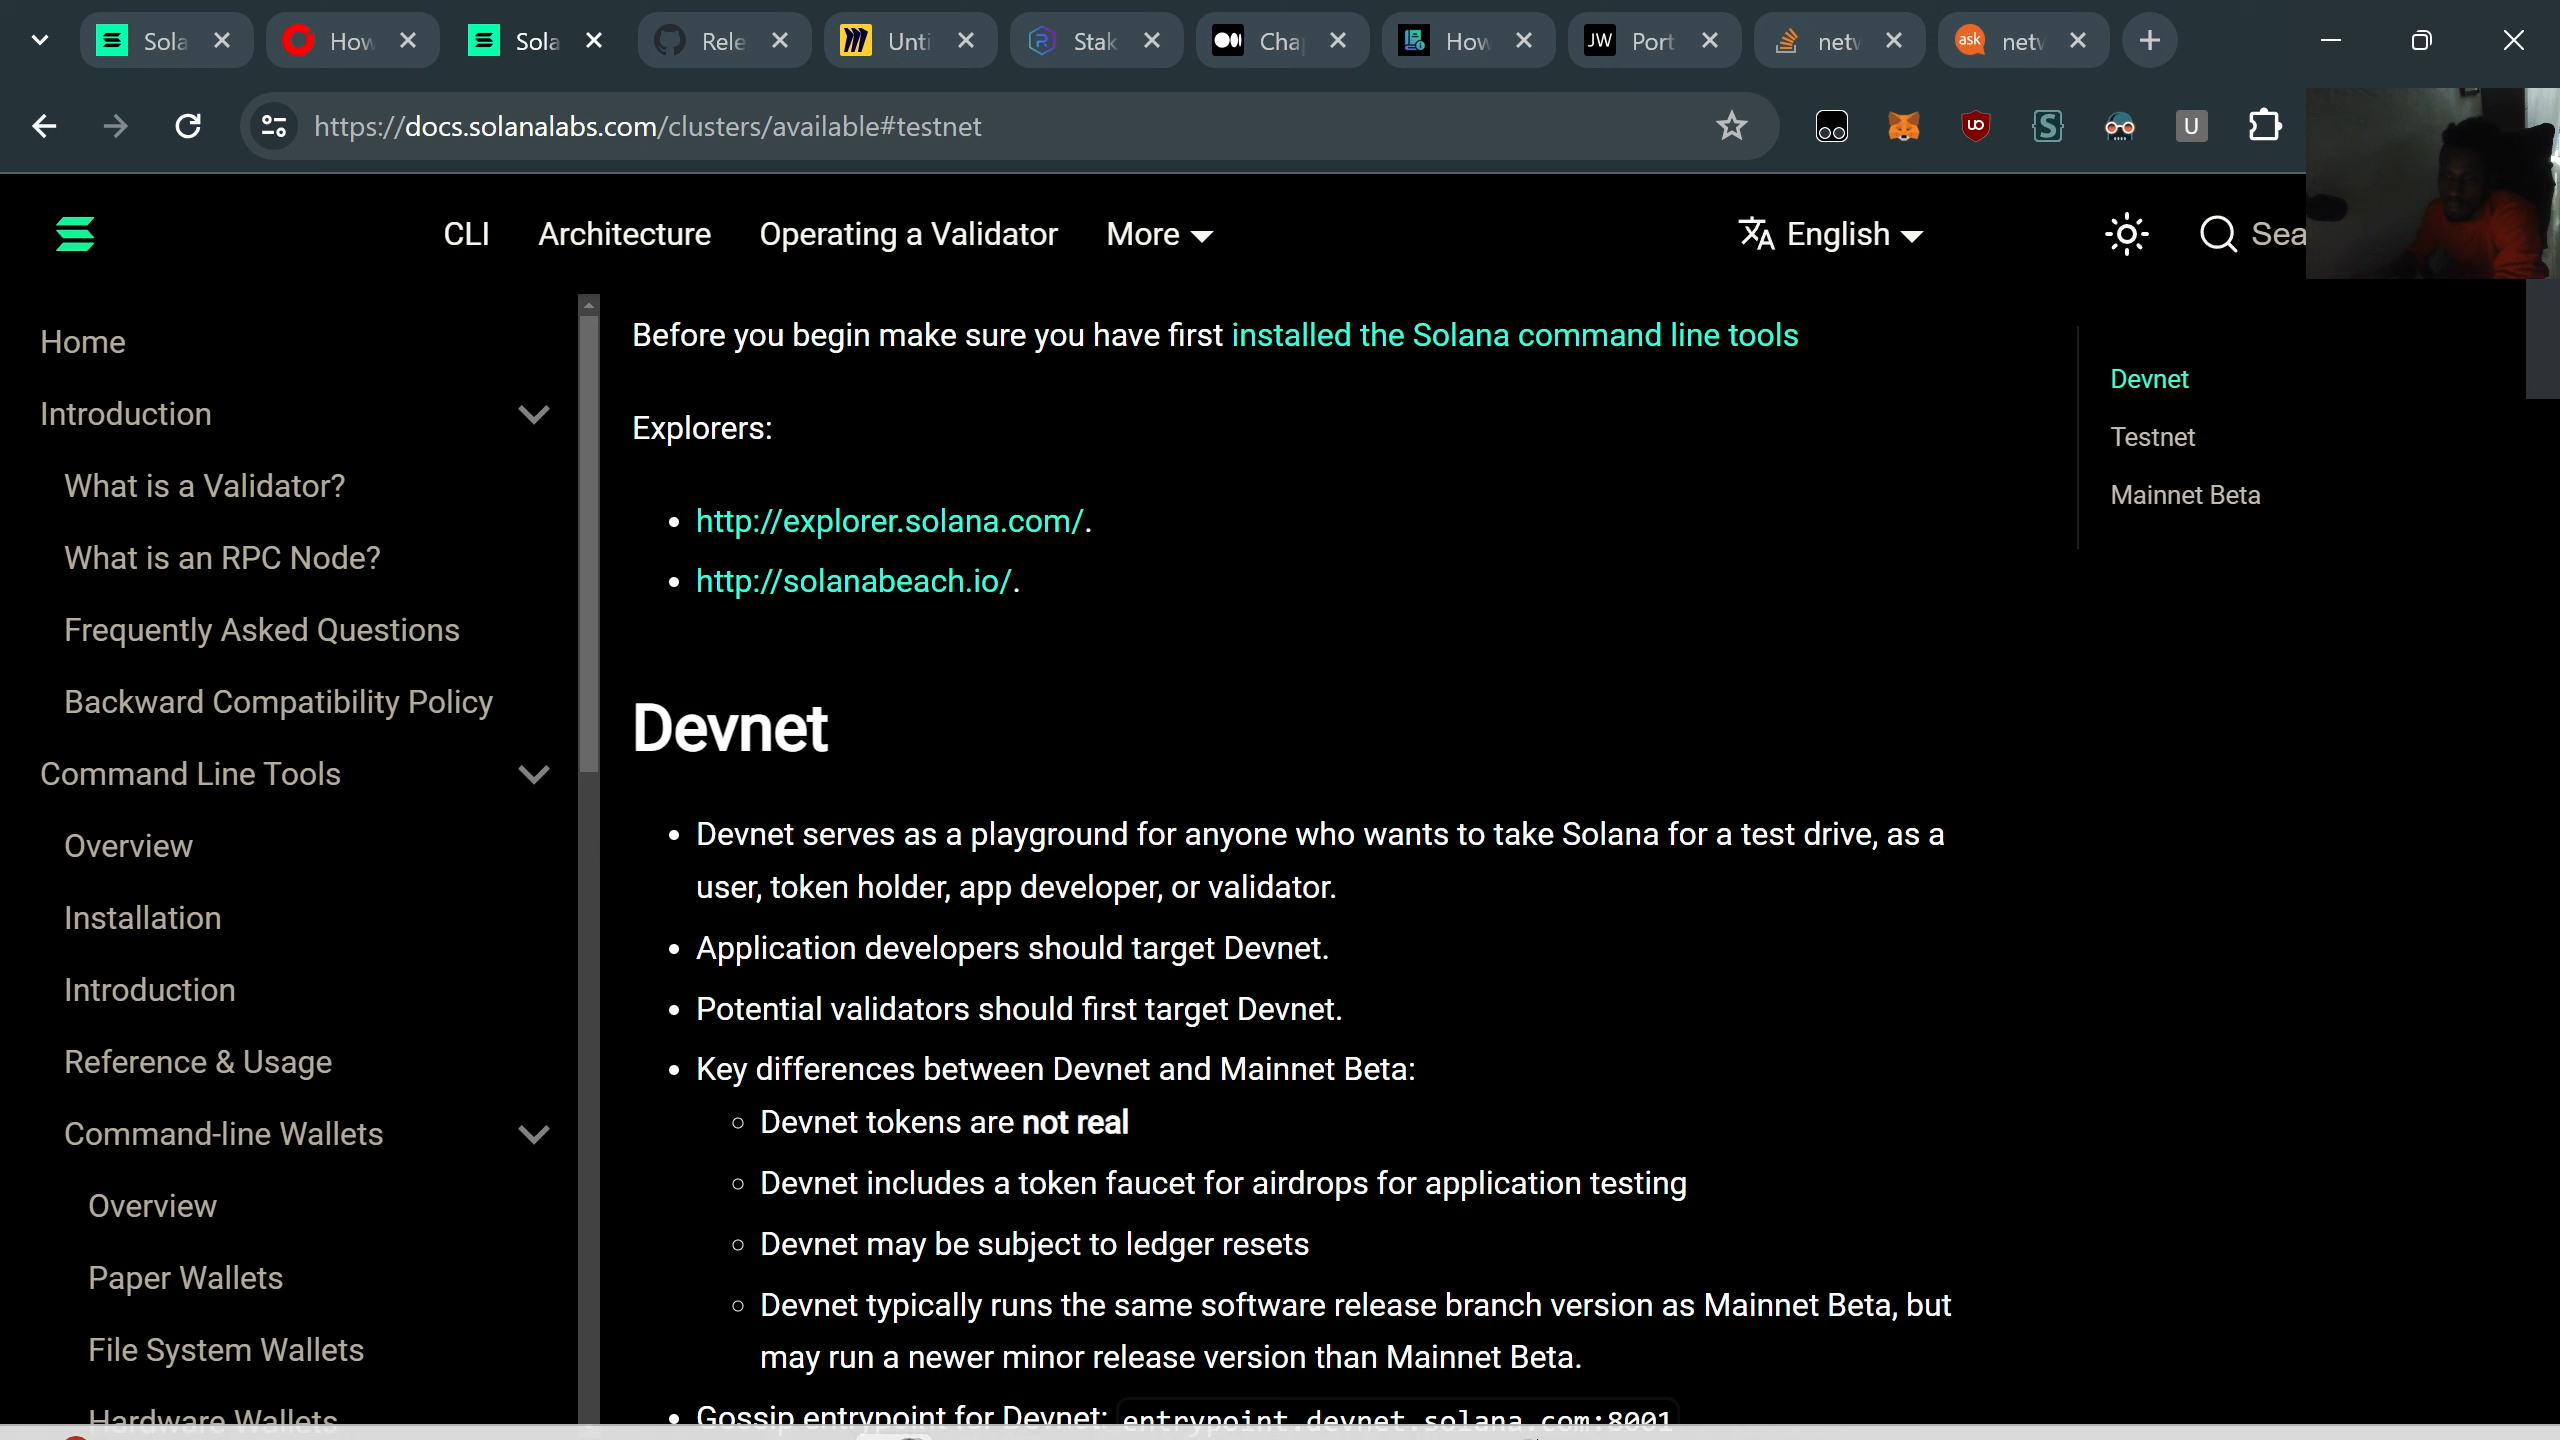 Sola
How
Sola
Rele
Unti
Stak
Cha
How
JW Port
netw
ask netw
https://docs.solanalabs.com/clusters/available#testnet
U
CLI Architecture Operating a Validator More English Sea
Home
Introduction
What is a Validator?
What is an RPC Node?
Frequently Asked Questions
Backward Compatibility Policy
Command Line Tools
Overview
Installation
Introduction
Reference & Usage
Command-line Wallets
Overview
Paper Wallets
File System Wallets
Hardware Wallets
Before you begin make sure you have first installed the Solana command line tools
Explorers:
• http://explorer.solana.com/.
• http://solanabeach.io/.
Devnet
• Devnet serves as a playground for anyone who wants to take Solana for a test drive, as a
user, token holder, app developer, or validator.
• Application developers should target Devnet.
• Potential validators should first target Devnet.
• Key differences between Devnet and Mainnet Beta:
○ Devnet tokens are not real
○ Devnet includes a token faucet for airdrops for application testing
○ Devnet may be subject to ledger resets
○ Devnet typically runs the same software release branch version as Mainnet Beta, but
may run a newer minor release version than Mainnet Beta.
• Gossip entrypoint for Devnet: entrypoint.devnet.solana.com:8001
Devnet
Testnet
Mainnet Beta